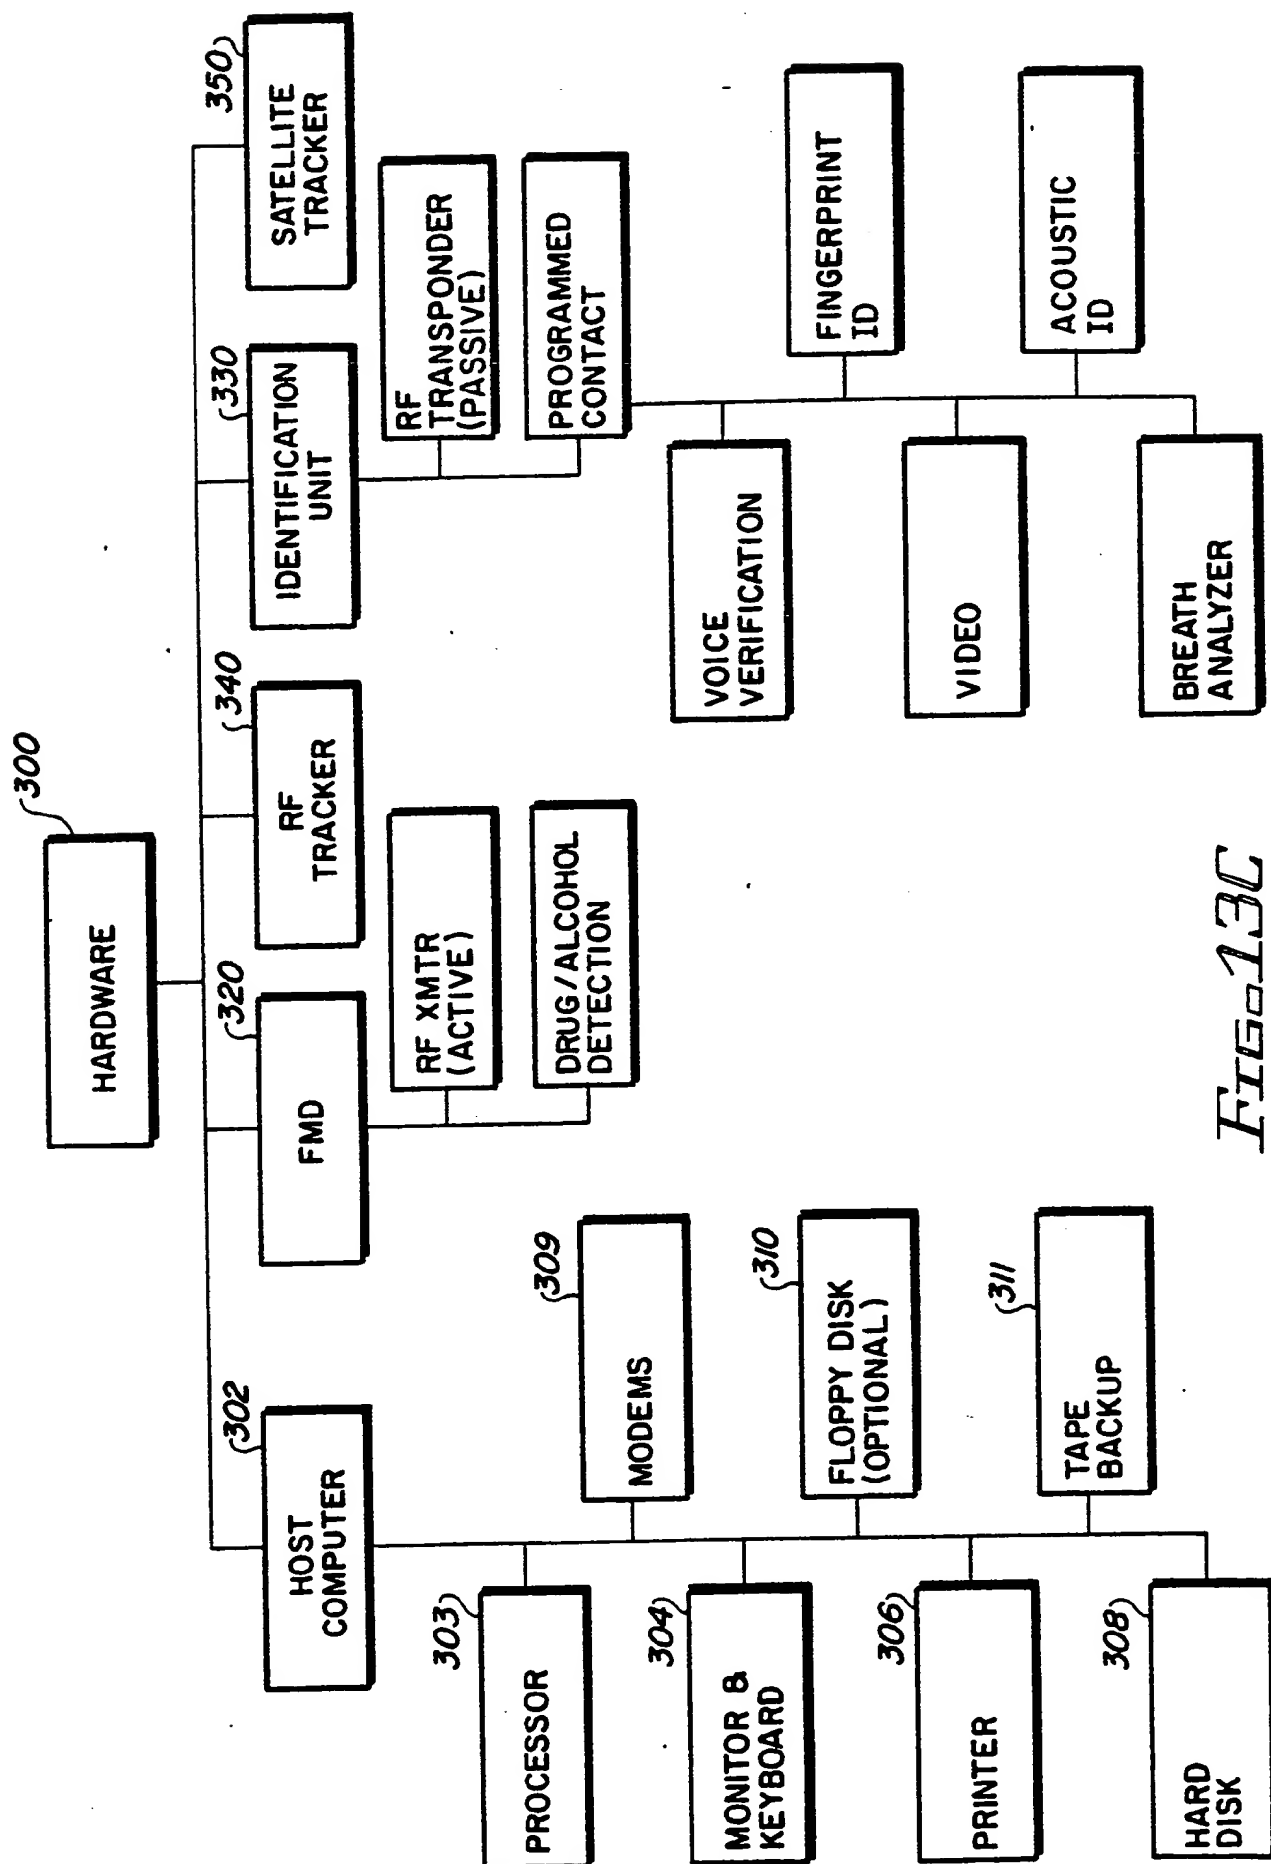 300
HARDWARE
302
HOST
COMPUTER
320
FMD
340
RF
TRACKER
330
IDENTIFICATION
UNIT
350
SATELLITE
TRACKER
303
PROCESSOR
304
MONITOR &
KEYBOARD
306
PRINTER
308
HARD
DISK
309
MODEMS
310
FLOPPY DISK
(OPTIONAL)
311
TAPE
BACKUP
RF XMTR
(ACTIVE)
DRUG/ALCOHOL
DETECTION
RF
TRANSPONDER
(PASSIVE)
PROGRAMMED
CONTACT
VOICE
VERIFICATION
FINGERPRINT
ID
VIDEO
ACOUSTIC
ID
BREATH
ANALYZER
FIG.13C